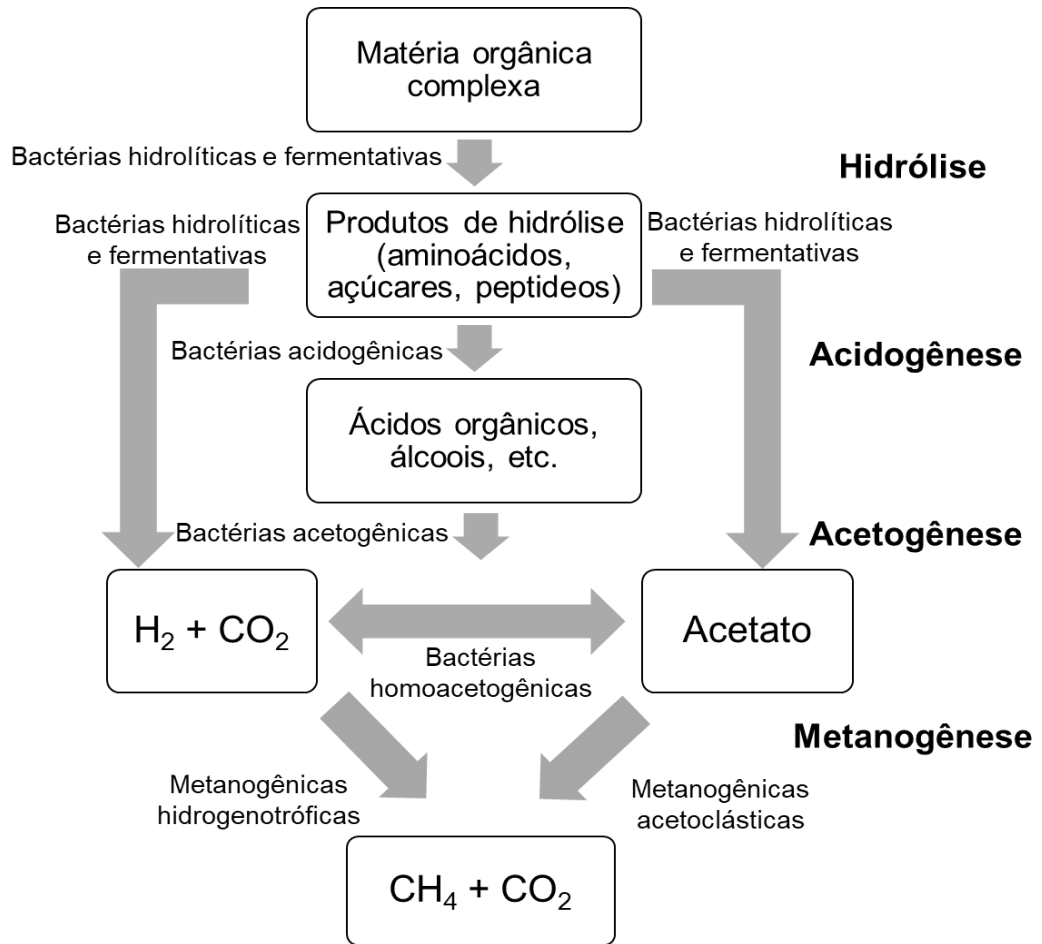 Matéria orgânica
complexa
Bactérias hidrolíticas e fermentativas
Hidrólise
Bactérias hidrolíticas
e fermentativas
Produtos de hidrólise
(aminoácidos,
açúcares, peptideos)
Bactérias hidrolíticas
e fermentativas
Bactérias acidogênicas
Acidogênese
Ácidos orgânicos,
álcoois, etc.
Bactérias acetogênicas
Acetogênese
H₂ + CO₂
Acetato
Bactérias
homoacetogênicas
Metanogênese
Metanogênicas
hidrogenotróficas
Metanogênicas
acetoclásticas
CH₄ + CO₂